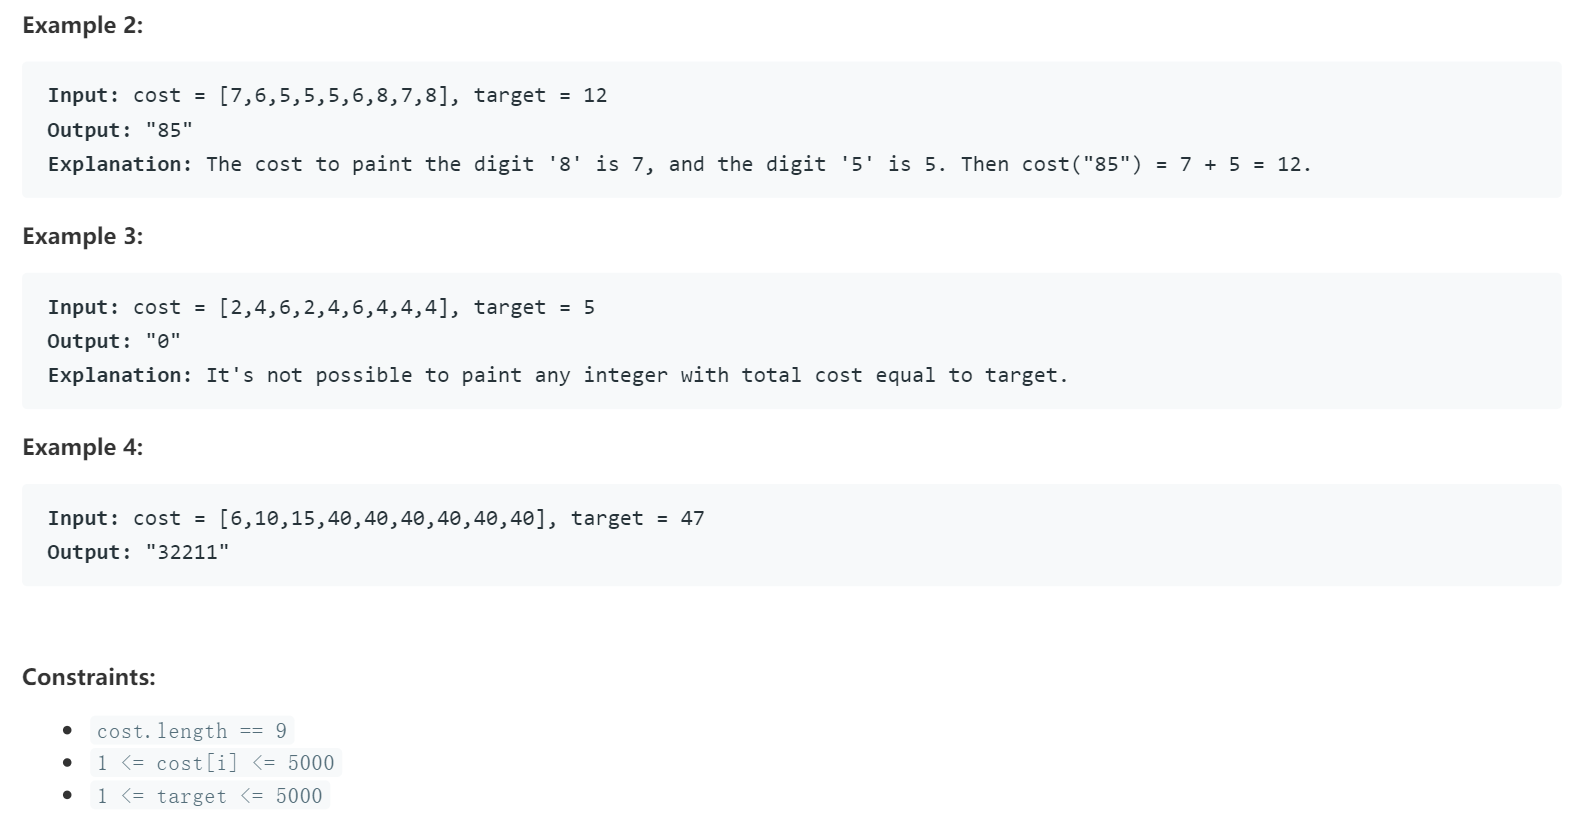 Example 2:
Input: cost = [7,6,5,5,5,6,8,7,8], target = 12
Output: "85"
Explanation: The cost to paint the digit '8' is 7, and the digit '5' is 5. Then cost("85") = 7 + 5 = 12.
Example 3:
Input: cost = [2,4,6,2,4,6,4,4,4], target = 5
Output: "0"
Explanation: It's not possible to paint any integer with total cost equal to target.
Example 4:
Input: cost = [6,10,15,40,40,40,40,40,40], target = 47
Output: "32211"
Constraints:
• cost.length == 9
• 1 <= cost[i] <= 5000
• 1 <= target <= 5000